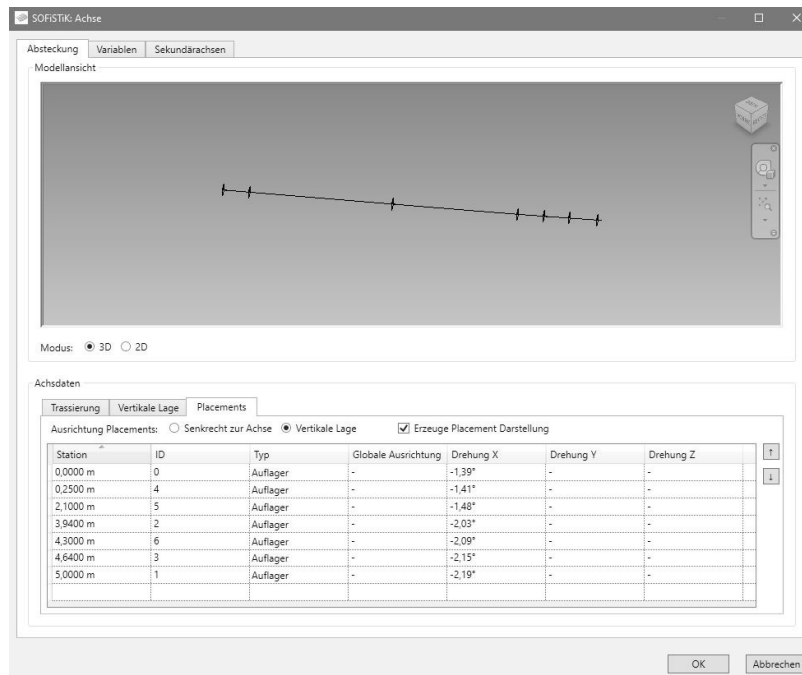 SOFiSTiK: Achse
Absteckung Variablen Sekundärachsen
Modellansicht
Modus: 3D 2D
Achsdaten
Trassierung Vertikale Lage Placements
Ausrichtung Placements: Senkrecht zur Achse Vertikale Lage Erzeuge Placement Darstellung
Station ID Typ Globale Ausrichtung Drehung X Drehung Y Drehung Z
0,0000 m 0 Auflager - -1,39° - -
0,2500 m 4 Auflager - -1,41° - -
2,1000 m 5 Auflager - -1,48° - -
3,9400 m 2 Auflager - -2,03° - -
4,3000 m 6 Auflager - -2,09° - -
4,6400 m 3 Auflager - -2,15° - -
5,0000 m 1 Auflager - -2,19° - -
OK Abbrechen